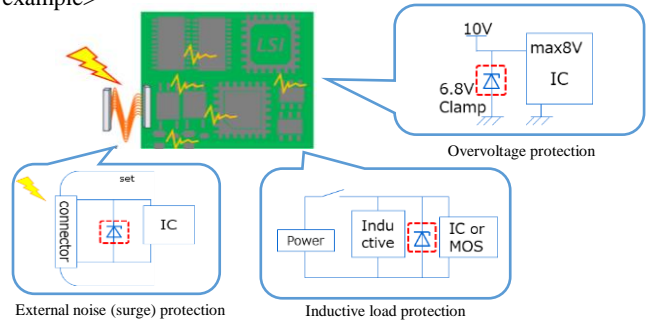 example>
LSI
10V
max8V
IC
6.8V
Clamp
Overvoltage protection
set
connector
IC
External noise (surge) protection
Power
Indu
ctive
IC or
MOS
Inductive load protection